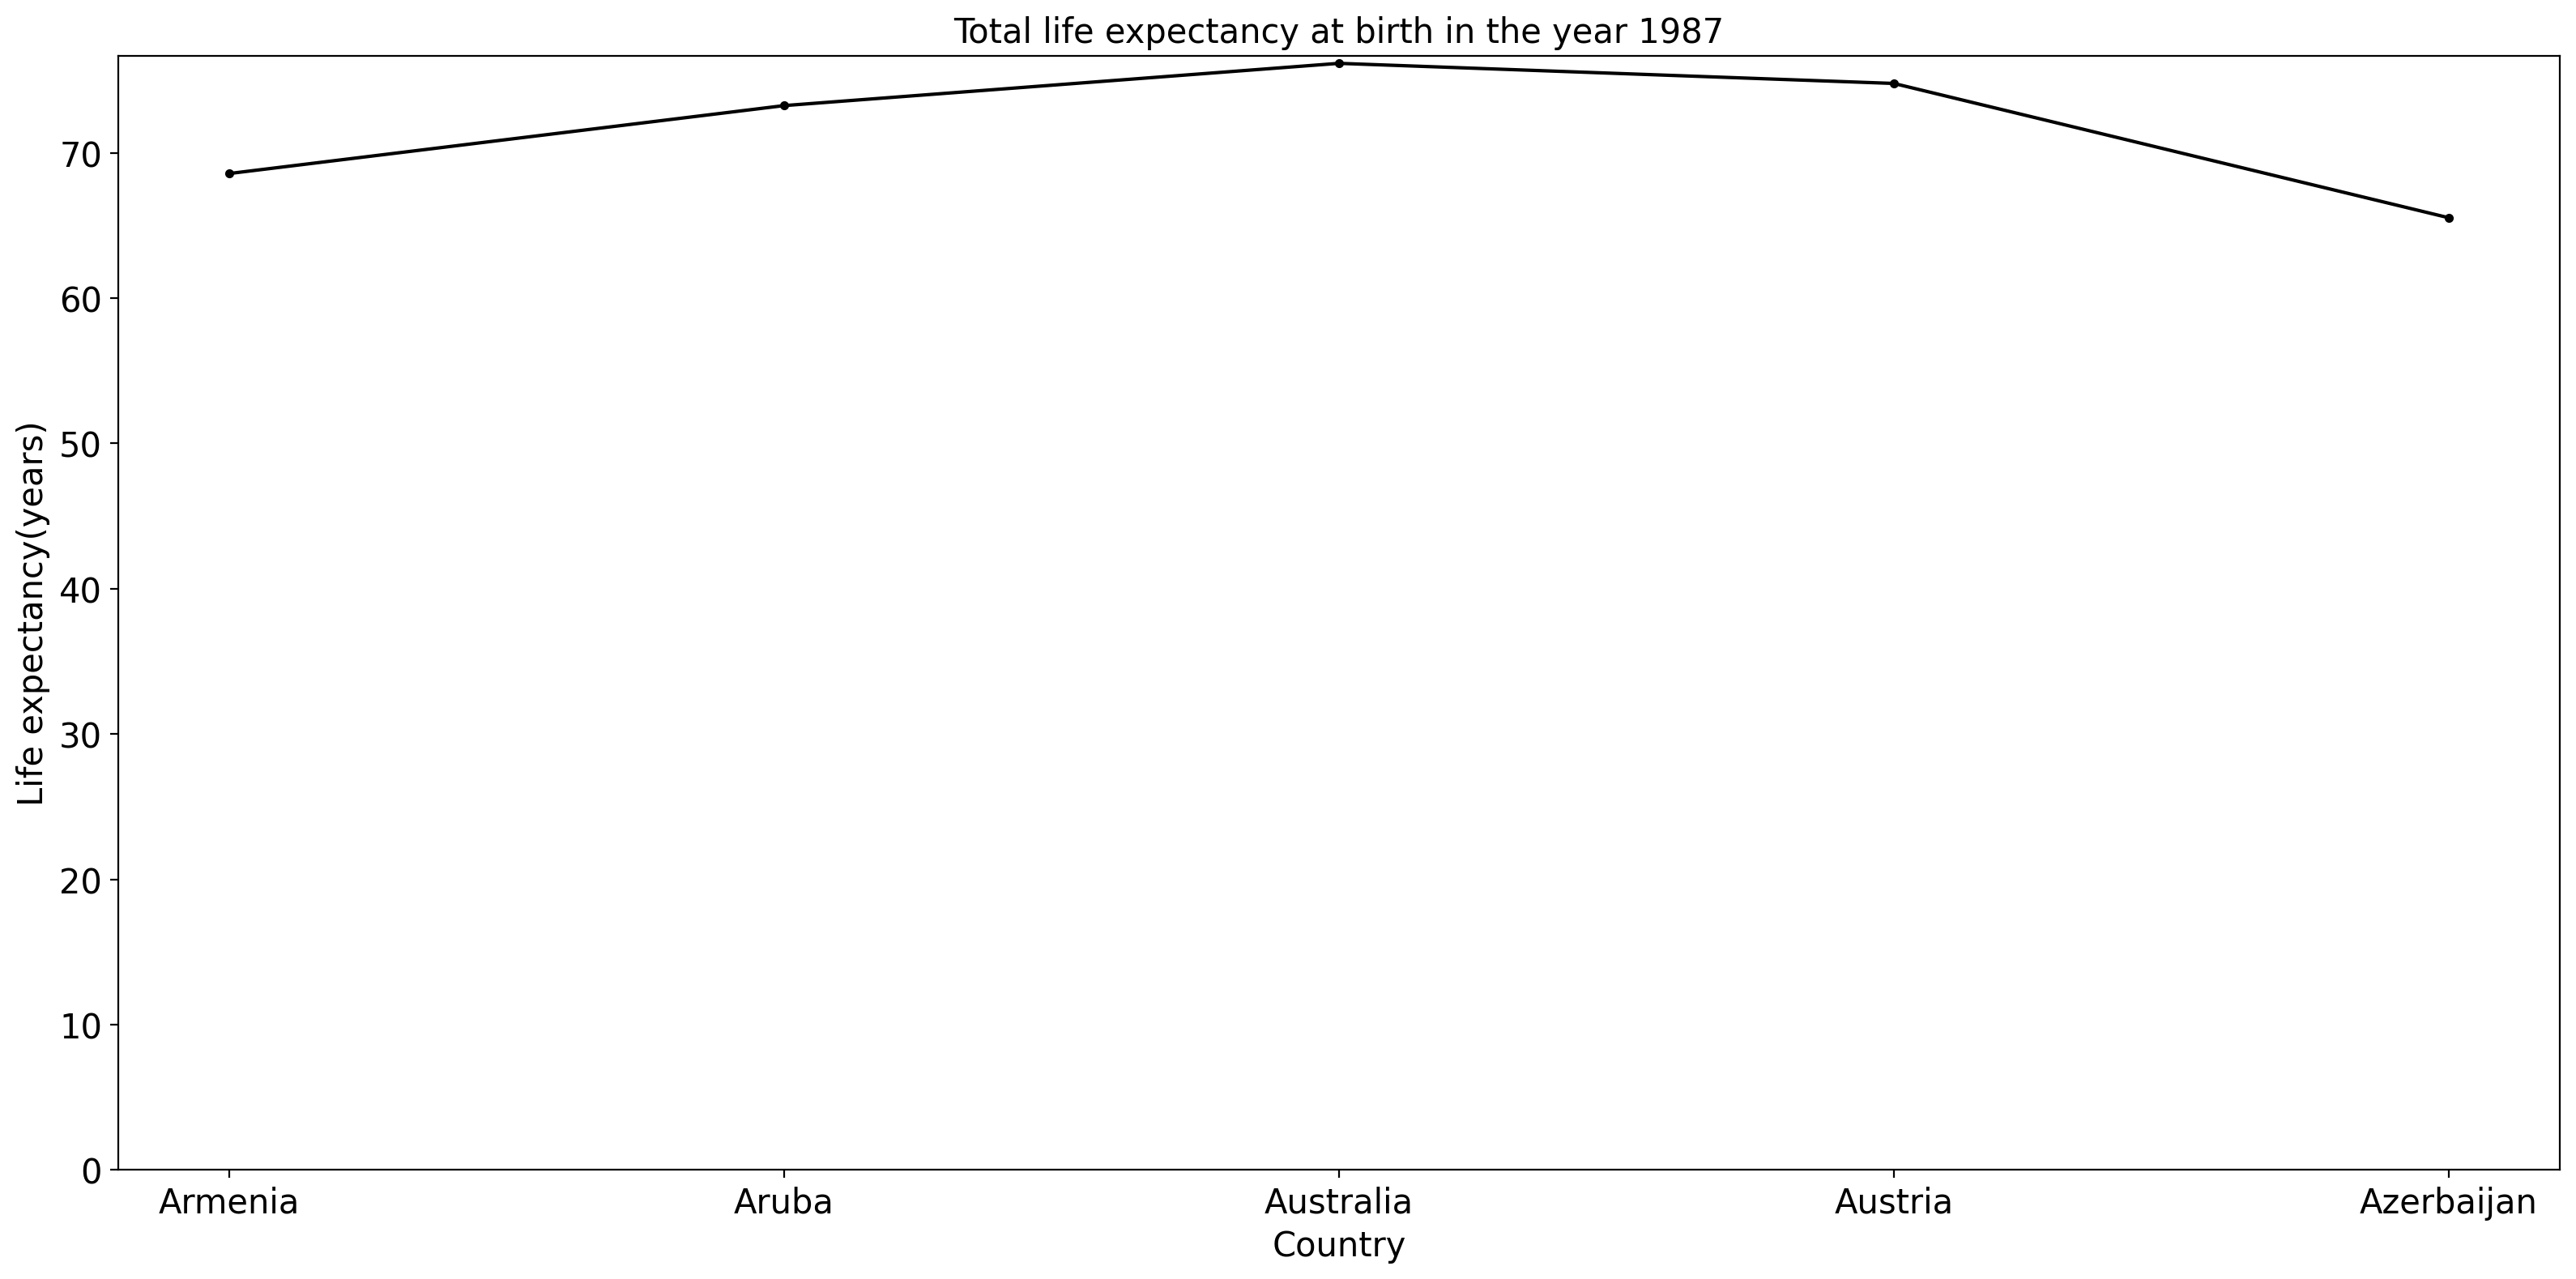 Total life expectancy at birth in the year 1987
Life expectancy(years)
70
60
50
40
30
20
10
0
Armenia Aruba Australia Austria Azerbaijan
Country